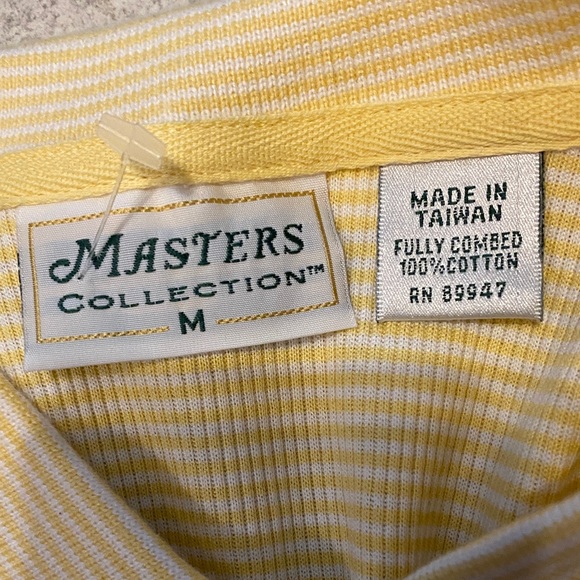 MASTERS
COLLECTION™
M
MADE IN
TAIWAN
FULLY COMBED
100%COTTON
RN 89947